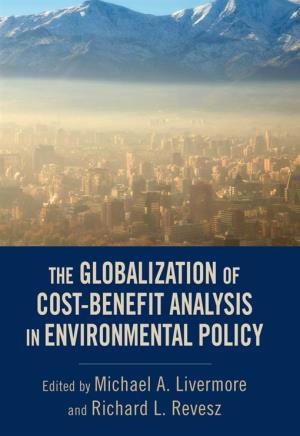 THE GLOBALIZATION OF
COST-BENEFIT ANALYSIS
IN ENVIRONMENTAL POLICY
Edited by Michael A. Livermore
and Richard L. Revesz